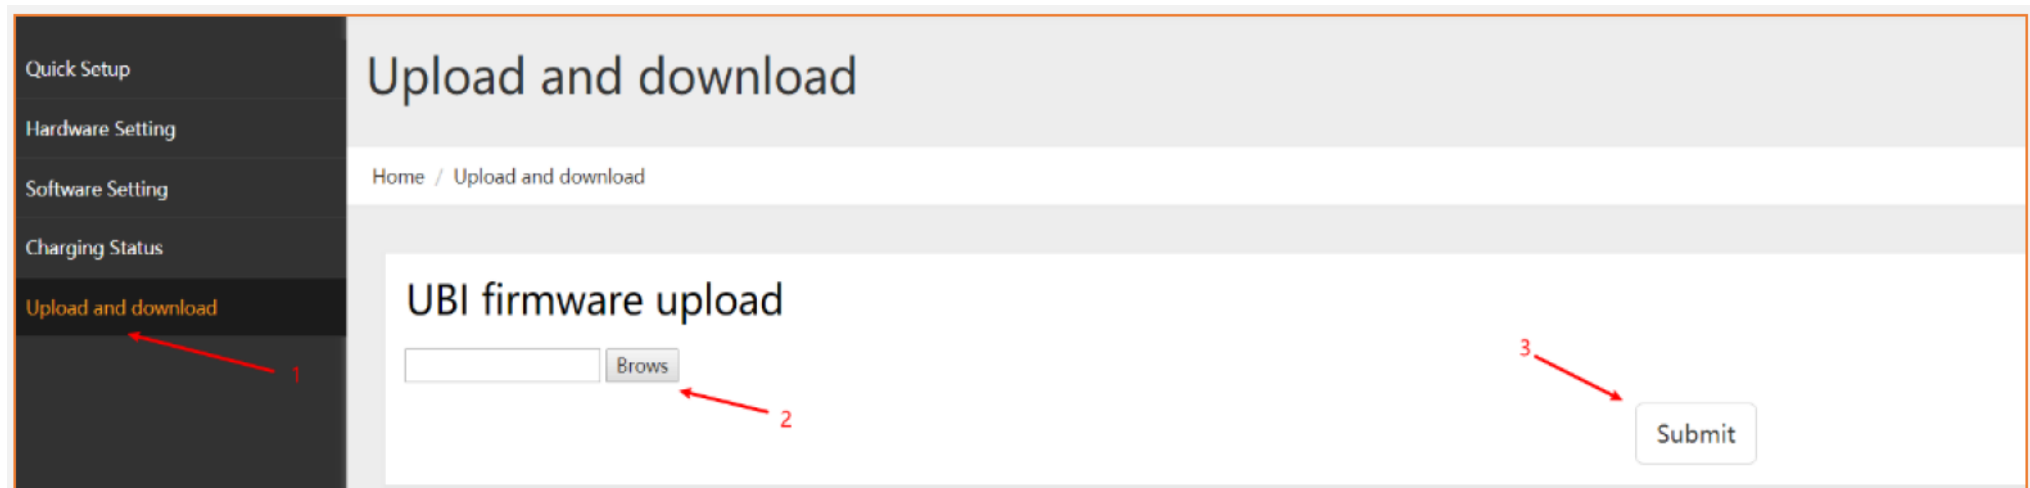 Quick Setup
Hardware Setting
Software Setting
Charging Status
Upload and download
1
Upload and download
Home / Upload and download
UBI firmware upload
Brows
2
3
Submit